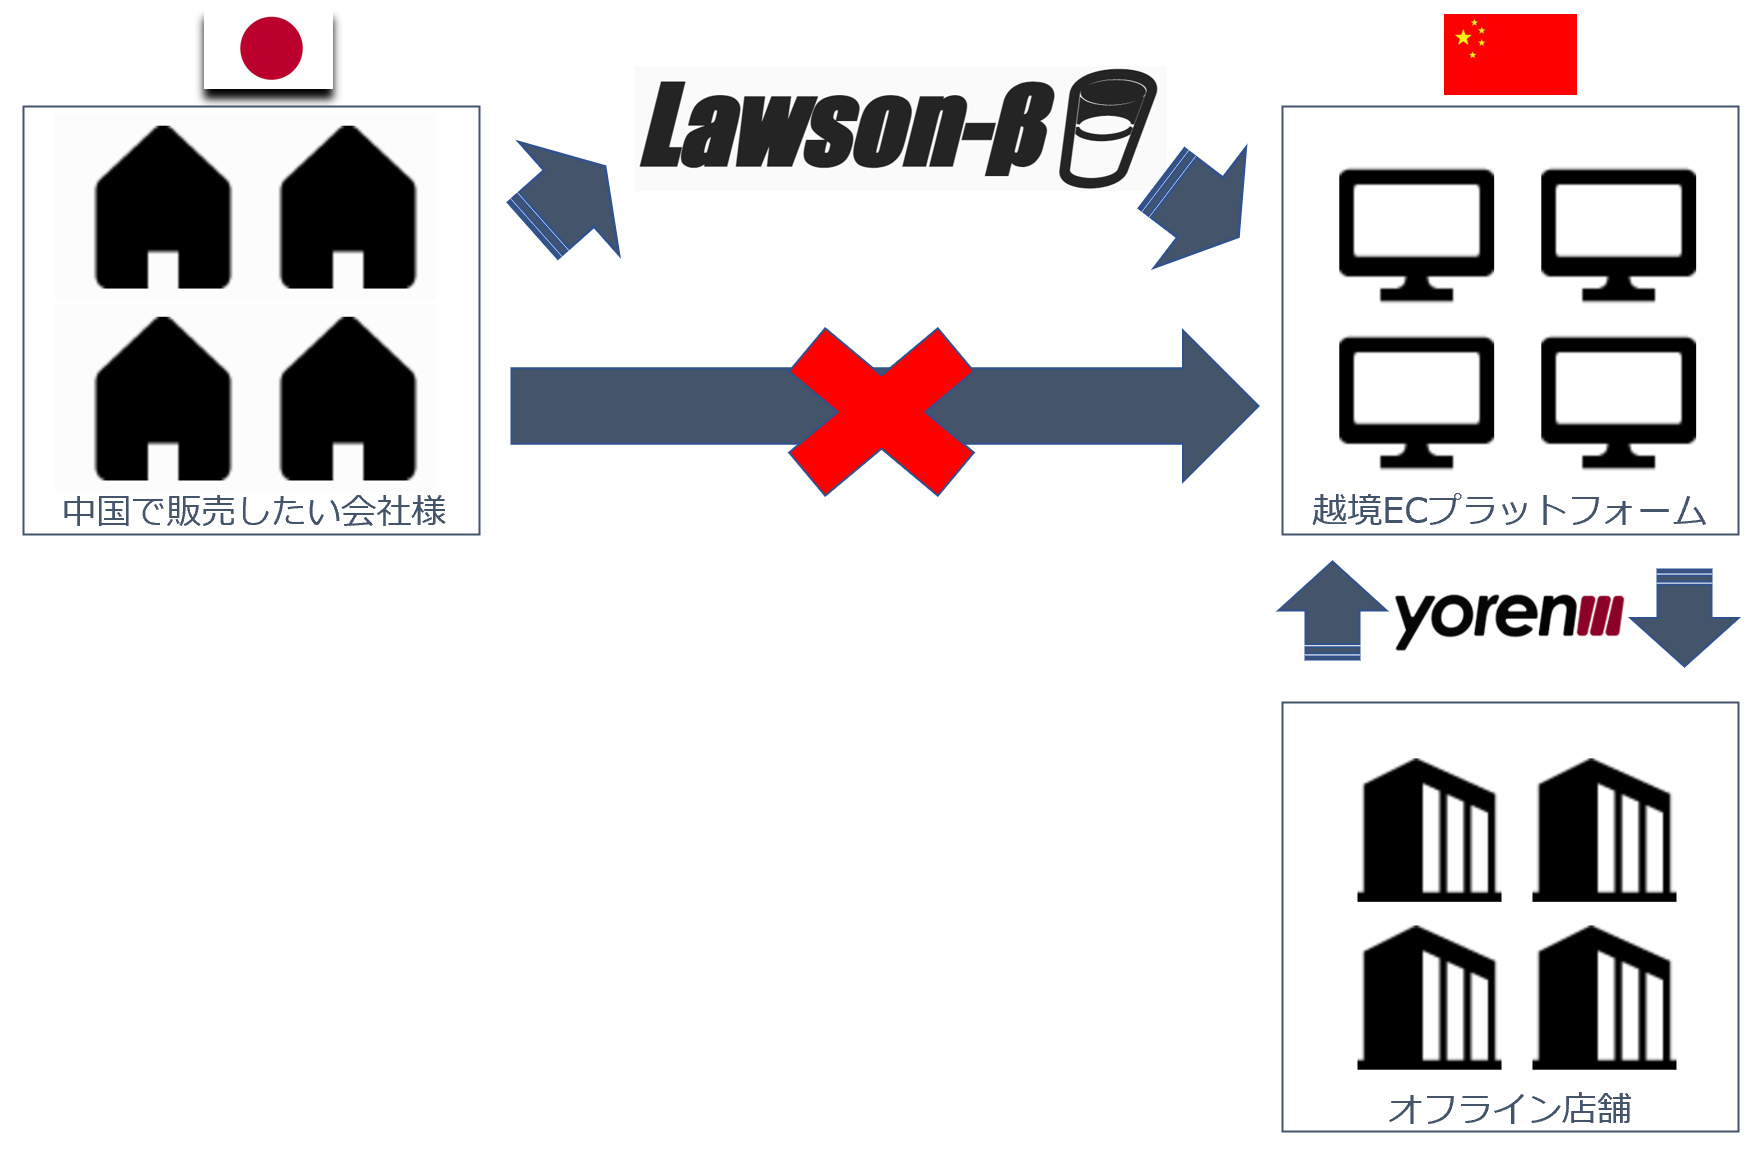 Lawson-β
中国で販売したい会社様
越境ECプラットフォーム
yoren
オフライン店舗